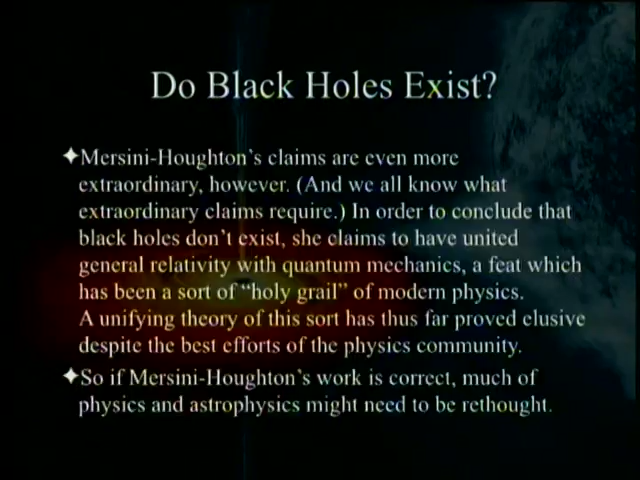 Do Black Holes Exist?
✦Mersini-Houghton's claims are even more
extraordinary, however. (And we all know what
extraordinary claims require.) In order to conclude that
black holes don't exist, she claims to have united
general relativity with quantum mechanics, a feat which
has been a sort of "holy grail" of modern physics.
A unifying theory of this sort has thus far proved elusive
despite the best efforts of the physics community.
✦So if Mersini-Houghton's work is correct, much of
physics and astrophysics might need to be rethought.